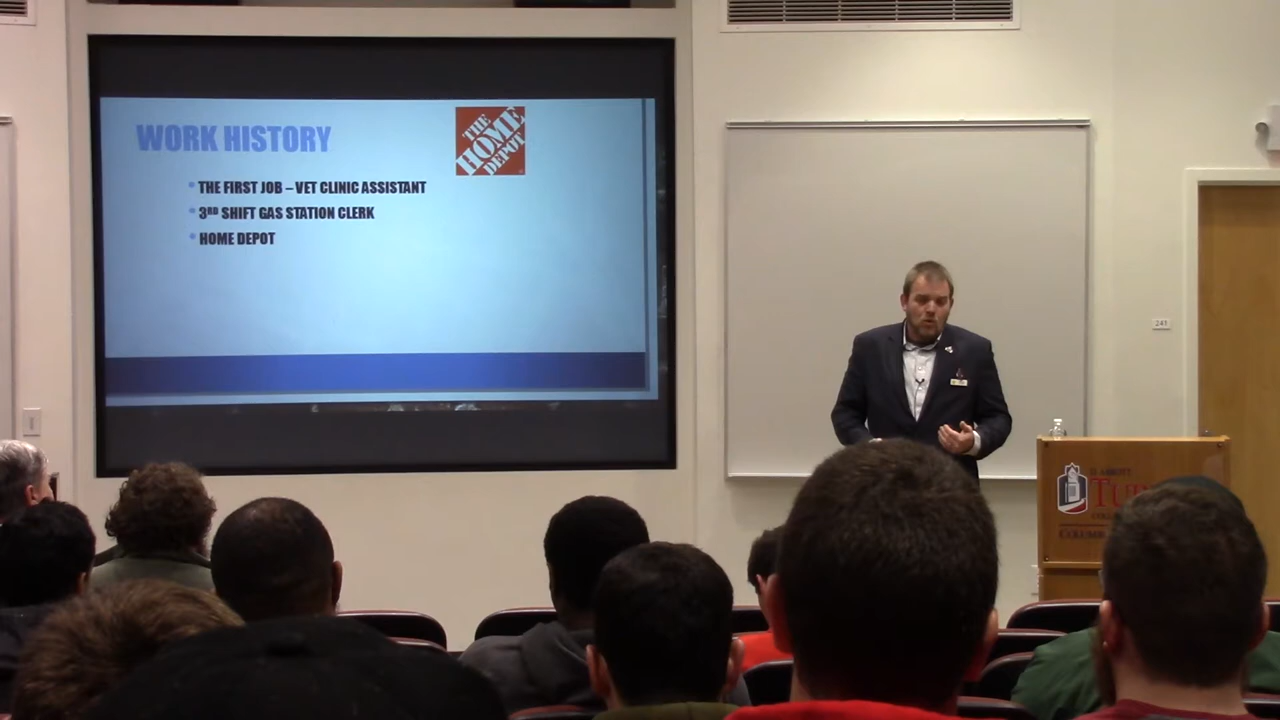 WORK HISTORY
THE HOME DEPOT
THE FIRST JOB – VET CLINIC ASSISTANT
3RD SHIFT GAS STATION CLERK
HOME DEPOT
241